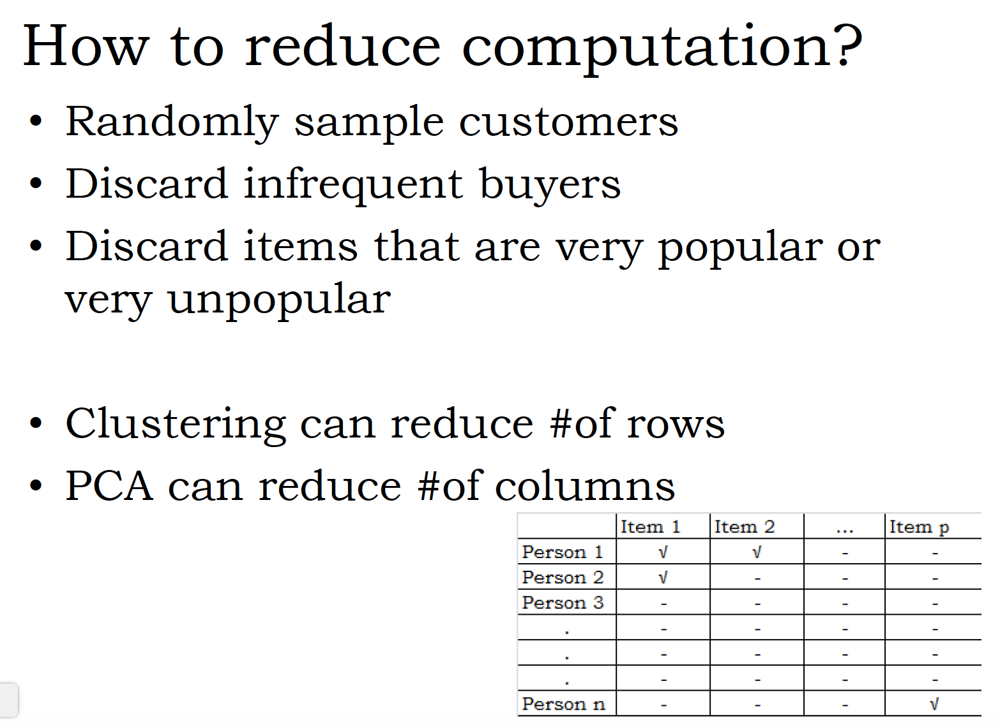 How to reduce computation?
• Randomly sample customers
• Discard infrequent buyers
• Discard items that are very popular or
very unpopular
• Clustering can reduce #of rows
• PCA can reduce #of columns
Item 1 Item 2 ... Item p
Person 1 √ √ - -
Person 2 √ - - -
Person 3 - - - -
. - - - -
. - - - -
. - - - -
Person n - - - √